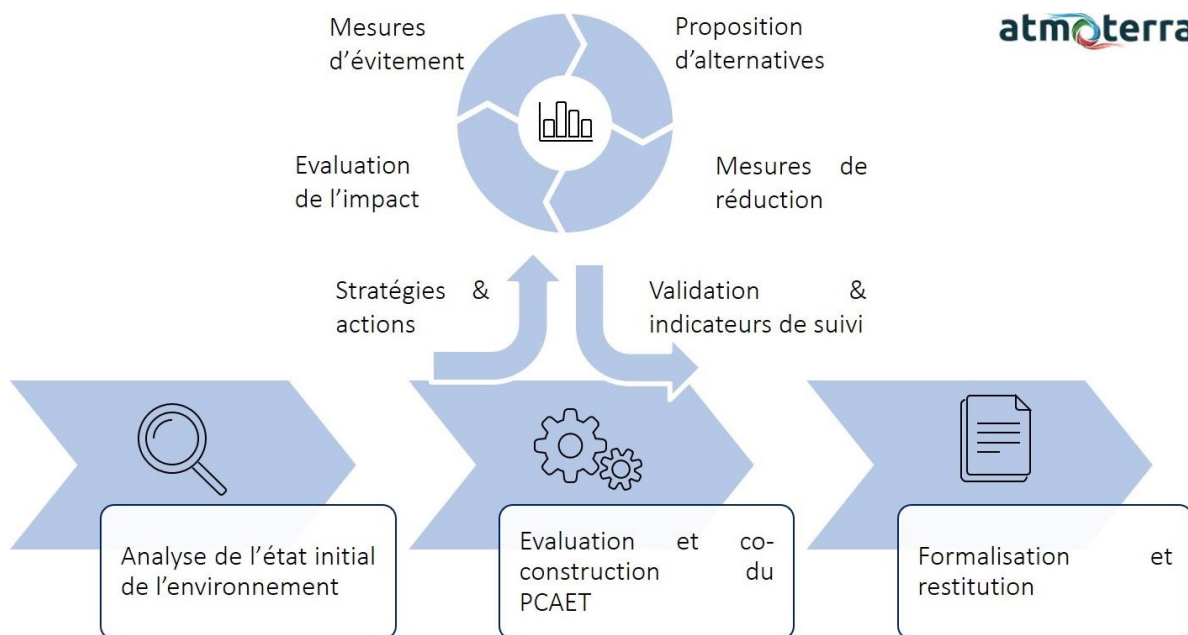 Mesures
d'évitement
Proposition
d'alternatives
atmoterra
Evaluation
de l'impact
Mesures de
réduction
Stratégies &
actions
Validation &
indicateurs de suivi
Analyse de l'état initial
de l'environnement
Evaluation et co-
construction du
PCAET
Formalisation et
restitution